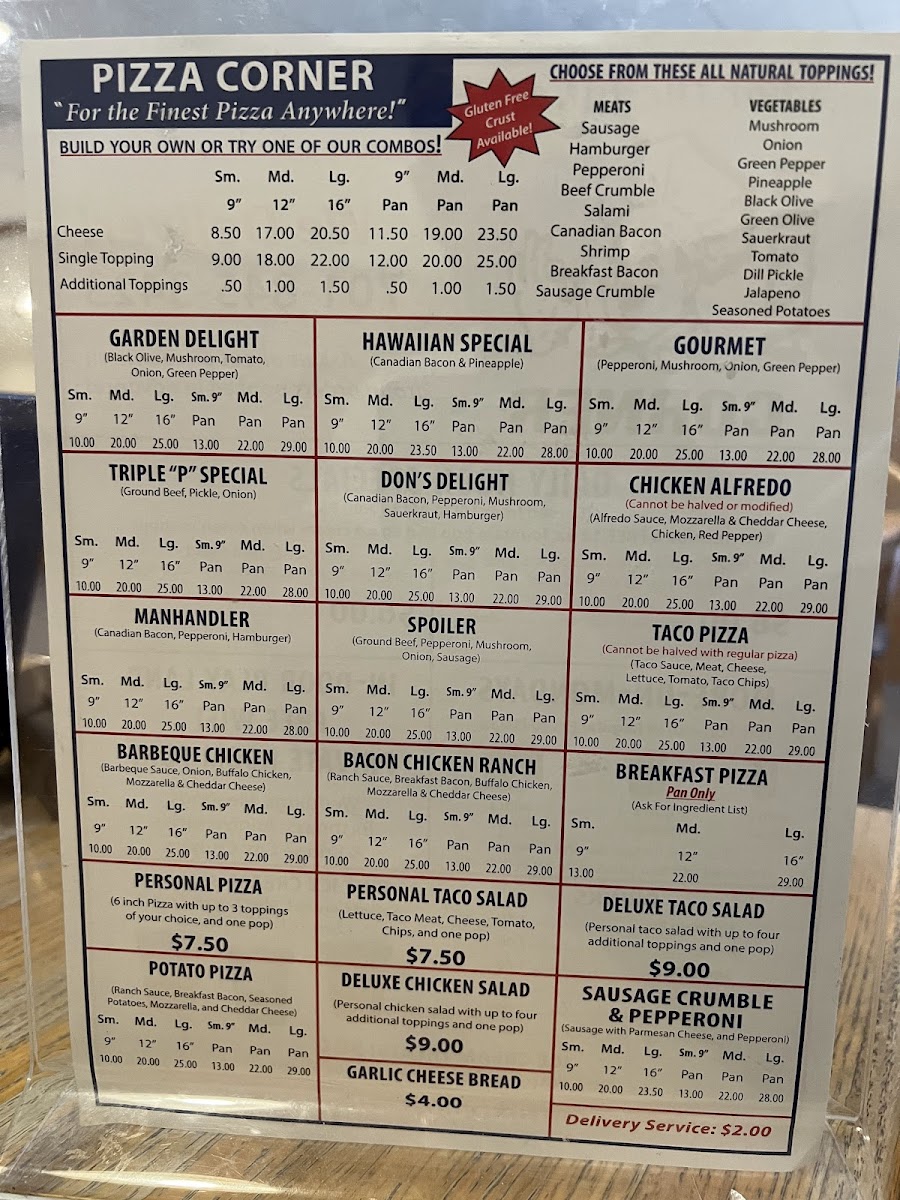 PIZZA CORNER
"For the Finest Pizza Anywhere!"
Gluten Free
Crust
Available!
CHOOSE FROM THESE ALL NATURAL TOPPINGS!
MEATS
Sausage
Hamburger
Pepperoni
Beef Crumble
Salami
Canadian Bacon
Shrimp
Breakfast Bacon
Sausage Crumble
VEGETABLES
Mushroom
Onion
Green Pepper
Pineapple
Black Olive
Green Olive
Sauerkraut
Tomato
Dill Pickle
Jalapeno
Seasoned Potatoes
BUILD YOUR OWN OR TRY ONE OF OUR COMBOS!
Sm. Md. Lg. 9" Md. Lg.
9" 12" 16" Pan Pan Pan
Cheese 8.50 17.00 20.50 11.50 19.00 23.50
Single Topping 9.00 18.00 22.00 12.00 20.00 25.00
Additional Toppings .50 1.00 1.50 .50 1.00 1.50
GARDEN DELIGHT
(Black Olive, Mushroom, Tomato,
Onion, Green Pepper)
Sm. Md. Lg. Sm. 9" Md. Lg.
9" 12" 16" Pan Pan Pan
10.00 20.00 25.00 13.00 22.00 29.00
HAWAIIAN SPECIAL
(Canadian Bacon & Pineapple)
Sm. Md. Lg. Sm. 9" Md. Lg.
9" 12" 16" Pan Pan Pan
10.00 20.00 23.50 13.00 22.00 28.00
GOURMET
(Pepperoni, Mushroom, Onion, Green Pepper)
Sm. Md. Lg. Sm. 9" Md. Lg.
9" 12" 16" Pan Pan Pan
10.00 20.00 25.00 13.00 22.00 28.00
TRIPLE "P" SPECIAL
(Ground Beef, Pickle, Onion)
Sm. Md. Lg. Sm. 9" Md. Lg.
9" 12" 16" Pan Pan Pan
10.00 20.00 25.00 13.00 22.00 28.00
DON'S DELIGHT
(Canadian Bacon, Pepperoni, Mushroom,
Sauerkraut, Hamburger)
Sm. Md. Lg. Sm. 9" Md. Lg.
9" 12" 16" Pan Pan Pan
10.00 20.00 25.00 13.00 22.00 29.00
CHICKEN ALFREDO
(Cannot be halved or modified)
(Alfredo Sauce, Mozzarella & Cheddar Cheese,
Chicken, Red Pepper)
Sm. Md. Lg. Sm. 9" Md. Lg.
9" 12" 16" Pan Pan Pan
10.00 20.00 25.00 13.00 22.00 29.00
MANHANDLER
(Canadian Bacon, Pepperoni, Hamburger)
Sm. Md. Lg. Sm. 9" Md. Lg.
9" 12" 16" Pan Pan Pan
10.00 20.00 25.00 13.00 22.00 28.00
SPOILER
(Ground Beef, Pepperoni, Mushroom,
Onion, Sausage)
Sm. Md. Lg. Sm. 9" Md. Lg.
9" 12" 16" Pan Pan Pan
10.00 20.00 25.00 13.00 22.00 29.00
TACO PIZZA
(Cannot be halved with regular pizza)
(Taco Sauce, Meat, Cheese,
Lettuce, Tomato, Taco Chips)
Sm. Md. Lg. Sm. 9" Md. Lg.
9" 12" 16" Pan Pan Pan
10.00 20.00 25.00 13.00 22.00 29.00
BARBEQUE CHICKEN
(Barbeque Sauce, Onion, Buffalo Chicken,
Mozzarella & Cheddar Cheese)
Sm. Md. Lg. Sm. 9" Md. Lg.
9" 12" 16" Pan Pan Pan
10.00 20.00 25.00 13.00 22.00 29.00
BACON CHICKEN RANCH
(Ranch Sauce, Breakfast Bacon, Buffalo Chicken,
Mozzarella & Cheddar Cheese)
Sm. Md. Lg. Sm. 9" Md. Lg.
9" 12" 16" Pan Pan Pan
10.00 20.00 25.00 13.00 22.00 29.00
BREAKFAST PIZZA
Pan Only
(Ask For Ingredient List)
Sm. Md. Lg.
9" 12" 16"
13.00 22.00 29.00
PERSONAL PIZZA
(6 inch Pizza with up to 3 toppings
of your choice, and one pop)
$7.50
PERSONAL TACO SALAD
(Lettuce, Taco Meat, Cheese, Tomato,
Chips, and one pop)
$7.50
DELUXE TACO SALAD
(Personal taco salad with up to four
additional toppings and one pop)
$9.00
POTATO PIZZA
(Ranch Sauce, Breakfast Bacon, Seasoned
Potatoes, Mozzarella, and Cheddar Cheese)
Sm. Md. Lg. Sm. 9" Md. Lg.
9" 12" 16" Pan Pan Pan
10.00 20.00 25.00 13.00 22.00 29.00
DELUXE CHICKEN SALAD
(Personal chicken salad with up to four
additional toppings and one pop)
$9.00
GARLIC CHEESE BREAD
$4.00
SAUSAGE CRUMBLE
& PEPPERONI
(Sausage with Parmesan Cheese, and Pepperoni)
Sm. Md. Lg. Sm. 9" Md. Lg.
9" 12" 16" Pan Pan Pan
10.00 20.00 23.50 13.00 22.00 28.00
Delivery Service: $2.00